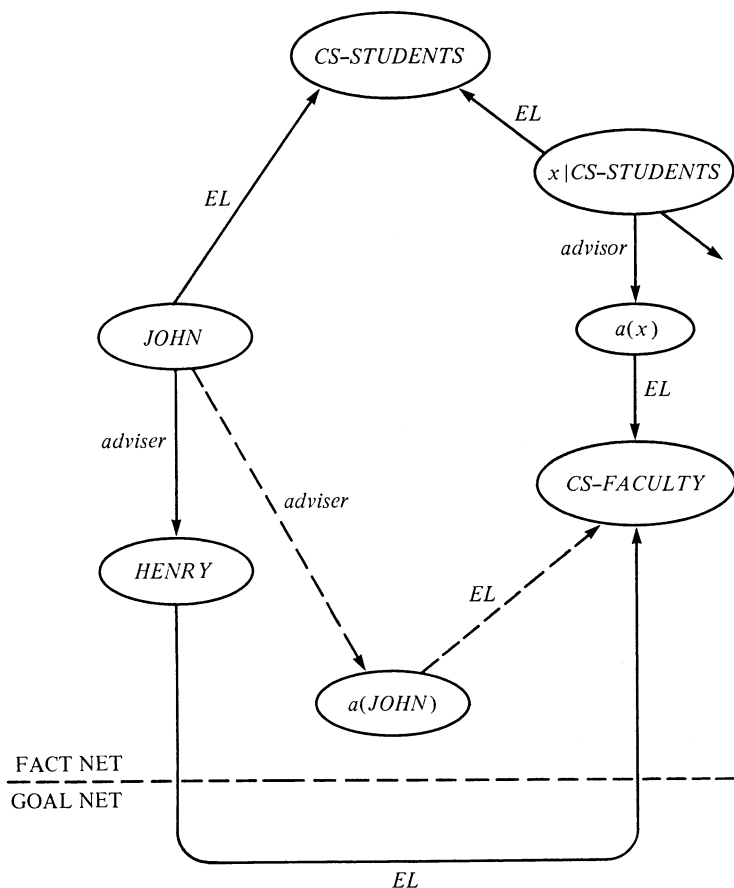 CS–STUDENTS
EL
x|CS–STUDENTS
EL
advisor
JOHN
a(x)
EL
adviser
CS–FACULTY
adviser
HENRY
EL
a(JOHN)
FACT NET
GOAL NET
EL